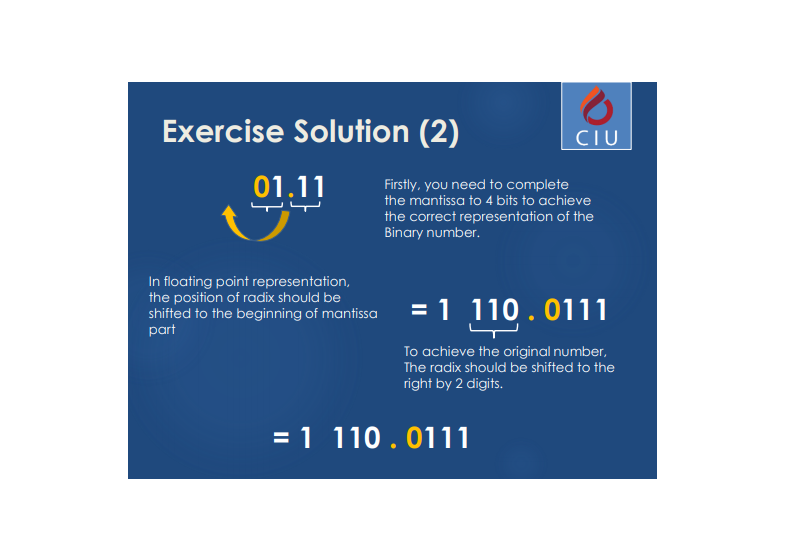 Exercise Solution (2)
CIU
01.11
Firstly, you need to complete
the mantissa to 4 bits to achieve
the correct representation of the
Binary number.
In floating point representation,
the position of radix should be
shifted to the beginning of mantissa
part
= 1 110 . 0111
To achieve the original number,
The radix should be shifted to the
right by 2 digits.
= 1 110 . 0111